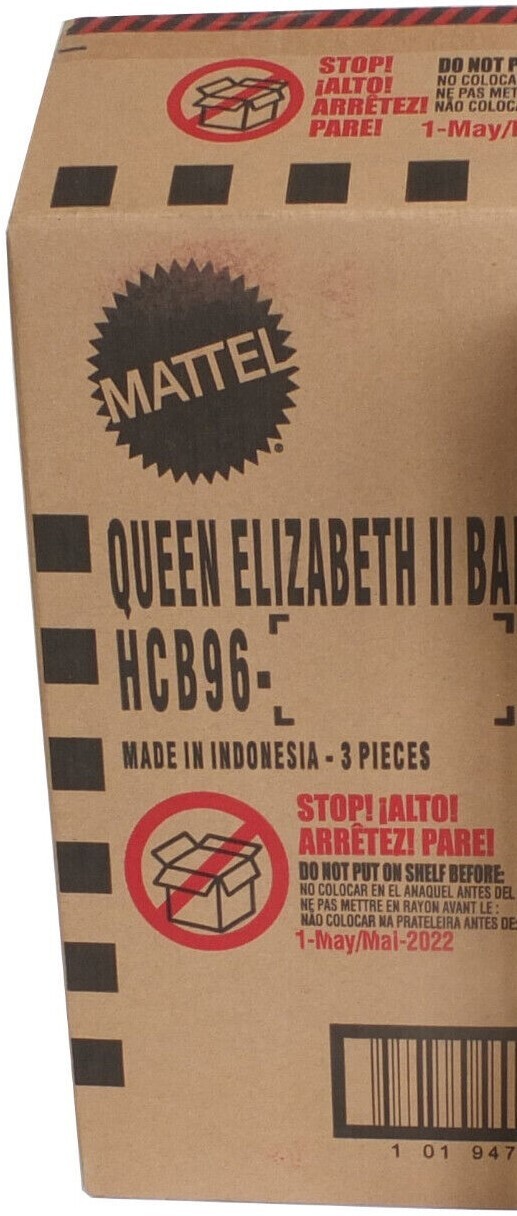 STOP!
¡ALTO!
ARRÊTEZ!
PARE!
DO NOT
NO COLOCA
NE PAS MET
NÃO COLOC
1-May/
MATTEL
QUEEN ELIZABETH II BA
HCB96-
MADE IN INDONESIA - 3 PIECES
STOP! ¡ALTO!
ARRÊTEZ! PARE!
DO NOT PUT ON SHELF BEFORE:
NO COLOCAR EN EL ANAQUEL ANTES DEL
NE PAS METTRE EN RAYON AVANT LE :
NÃO COLOCAR NA PRATELEIRA ANTES DE:
1-May/Mai-2022
1 01 947